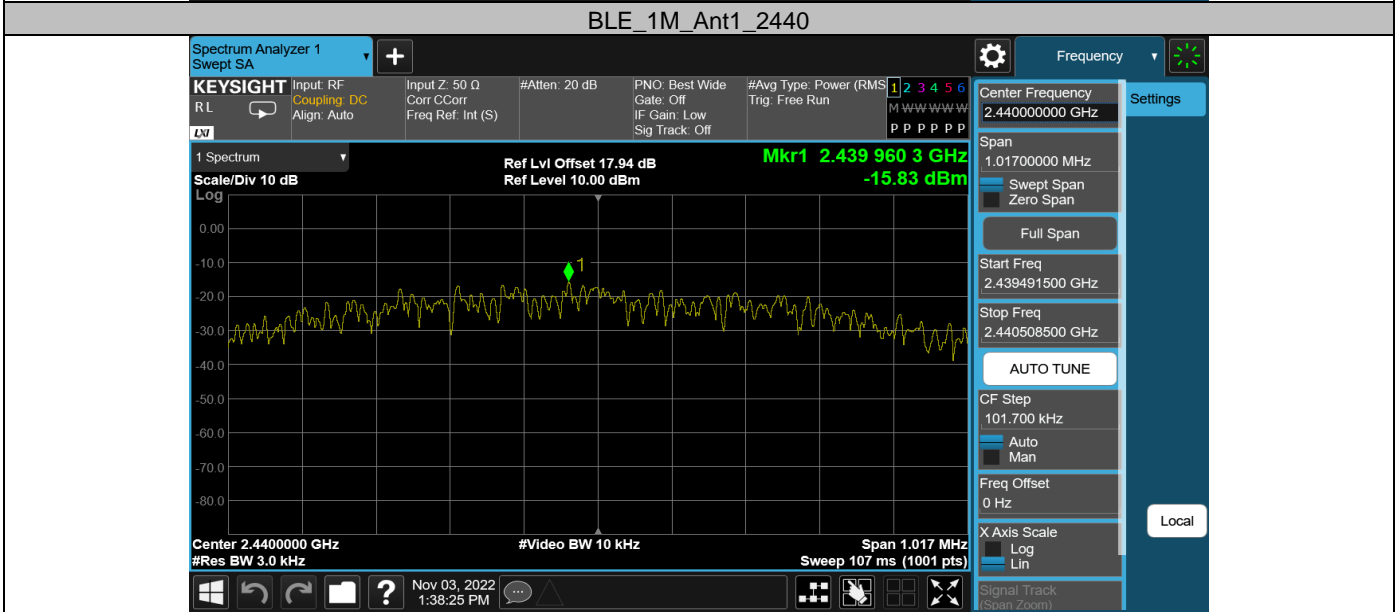 BLE_1M_Ant1_2440
Spectrum Analyzer 1
Swept SA
Frequency
KEYSIGHT
R L
LXI
Input: RF
Coupling: DC
Align: Auto
Input Z: 50 Ω
Corr CCorr
Freq Ref: Int (S)
#Atten: 20 dB
PNO: Best Wide
Gate: Off
IF Gain: Low
Sig Track: Off
#Avg Type: Power (RMS
Trig: Free Run
1 2 3 4 5 6
M W W W W W
P P P P P P
1 Spectrum
Scale/Div 10 dB
Ref Lvl Offset 17.94 dB
Ref Level 10.00 dBm
Mkr1 2.439 960 3 GHz
-15.83 dBm
Log
0.00
-10.0
-20.0
-30.0
-40.0
-50.0
-60.0
-70.0
-80.0
1
Center 2.4400000 GHz
#Res BW 3.0 kHz
#Video BW 10 kHz
Span 1.017 MHz
Sweep 107 ms (1001 pts)
Center Frequency
2.440000000 GHz
Settings
Span
1.01700000 MHz
Swept Span
Zero Span
Full Span
Start Freq
2.439491500 GHz
Stop Freq
2.440508500 GHz
AUTO TUNE
CF Step
101.700 kHz
Auto
Man
Freq Offset
0 Hz
X Axis Scale
Log
Lin
Local
Signal Track
(Span Zoom)
?
Nov 03, 2022
1:38:25 PM